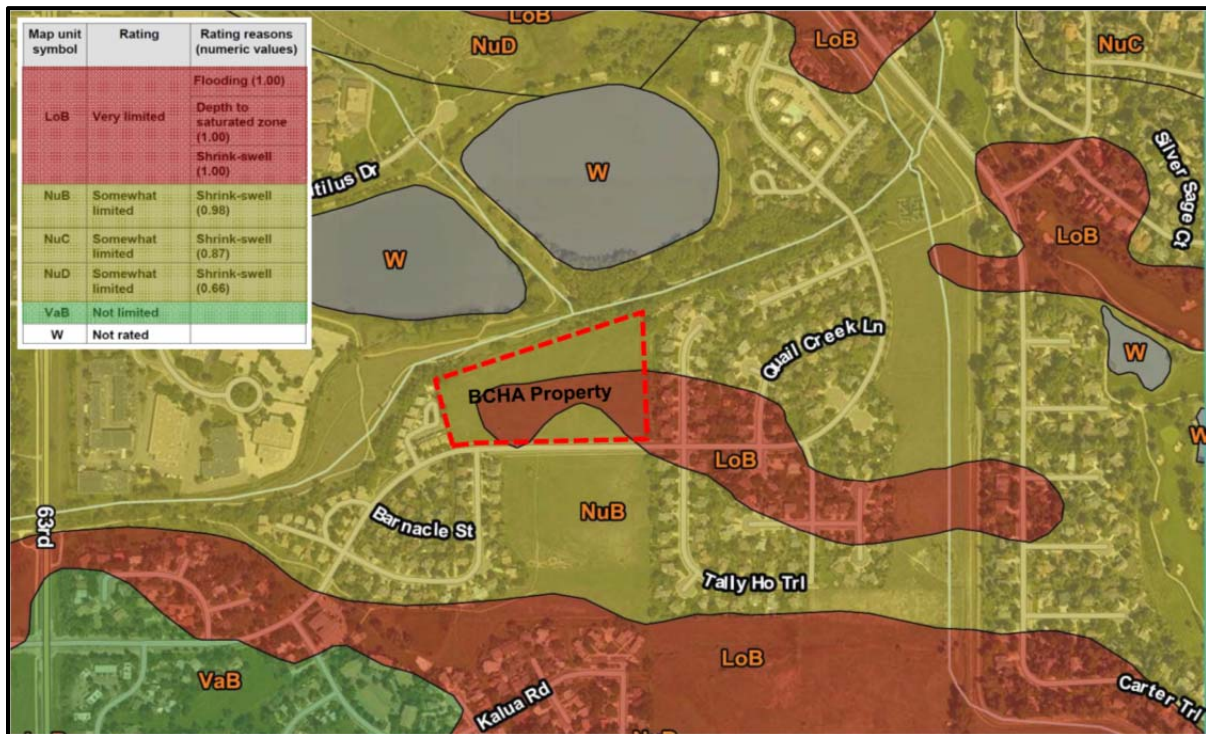 Map unit symbol Rating Rating reasons (numeric values)
Flooding (1.00)
LoB Very limited Depth to saturated zone (1.00)
Shrink-swell (1.00)
NuB Somewhat limited Shrink-swell (0.98)
NuC Somewhat limited Shrink-swell (0.87)
NuD Somewhat limited Shrink-swell (0.66)
VaB Not limited
W Not rated
LoB
NuD
LoB
NuC
Silver Sage Ct
tilus Dr
W
W
LoB
Quail Creek Ln
W
BCHA Property
W
LoB
NuB
Barnacle St
63rd
Tally Ho Trl
LoB
VaB
Kalua Rd
Carter Trl